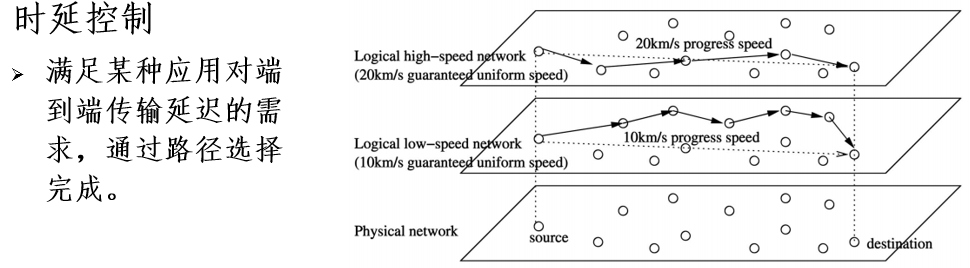 时延控制
➢ 满足某种应用对端
到端传输延迟的需
求，通过路径选择
完成。
20km/s progress speed
Logical high−speed network
(20km/s guaranteed uniform speed)
10km/s progress speed
Logical low−speed network
(10km/s guaranteed uniform speed)
Physical network
source
destination